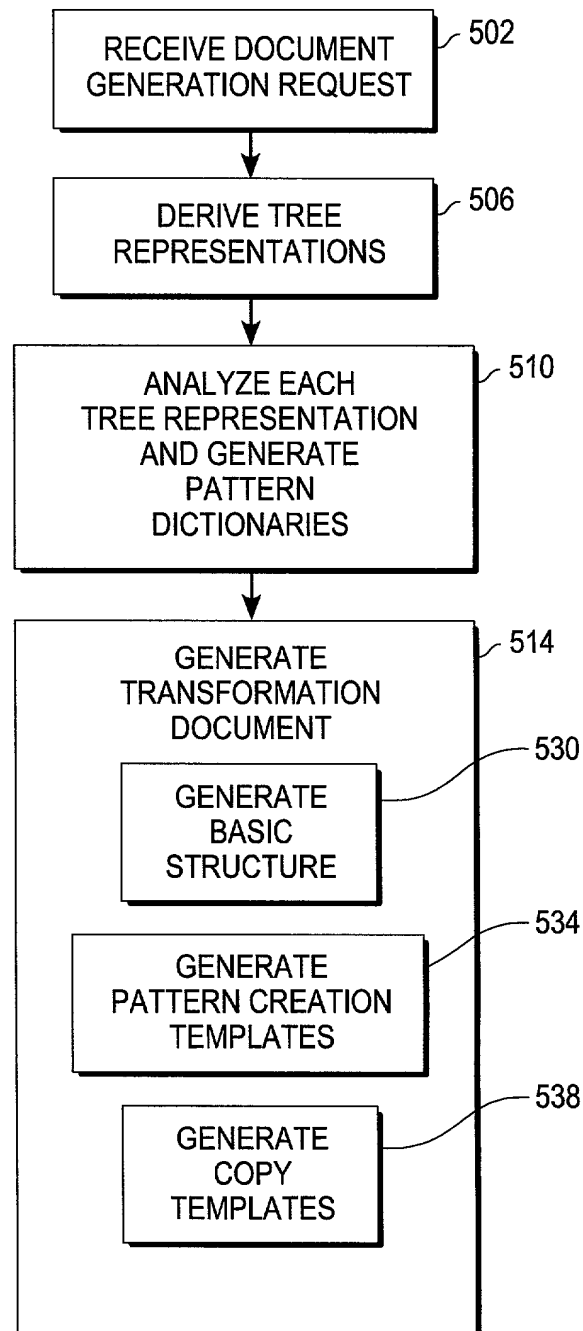 RECEIVE DOCUMENT
GENERATION REQUEST
502
DERIVE TREE
REPRESENTATIONS
506
ANALYZE EACH
TREE REPRESENTATION
AND GENERATE
PATTERN
DICTIONARIES
510
GENERATE
TRANSFORMATION
DOCUMENT
514
GENERATE
BASIC
STRUCTURE
530
GENERATE
PATTERN CREATION
TEMPLATES
534
GENERATE
COPY
TEMPLATES
538